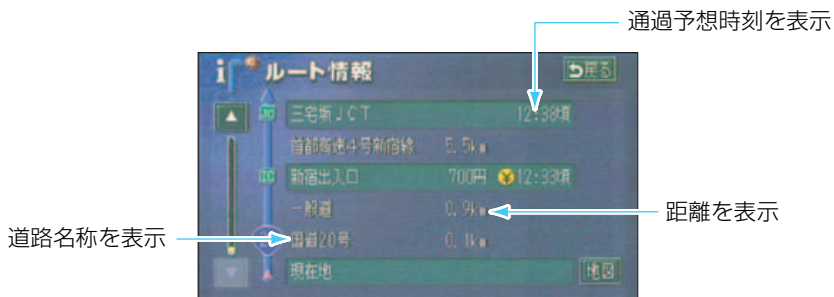 通過予想時刻を表示
i ルート情報
戻る
三宅坂JCT 12:38頃
首都高速4号新宿線 5.5km
新宿出入口 700円 ¥ 12:33頃
一般道 0.9km
距離を表示
道路名称を表示
国道20号 0.1km
現在地 地図